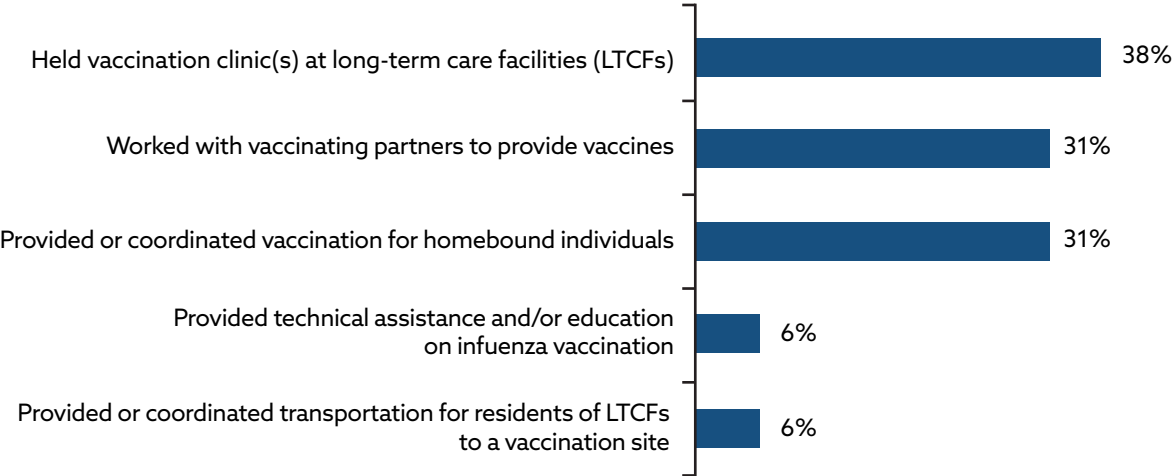 Held vaccination clinic(s) at long-term care facilities (LTCFs)
38%
Worked with vaccinating partners to provide vaccines
31%
Provided or coordinated vaccination for homebound individuals
31%
Provided technical assistance and/or education
on infuenza vaccination
6%
Provided or coordinated transportation for residents of LTCFs
to a vaccination site
6%